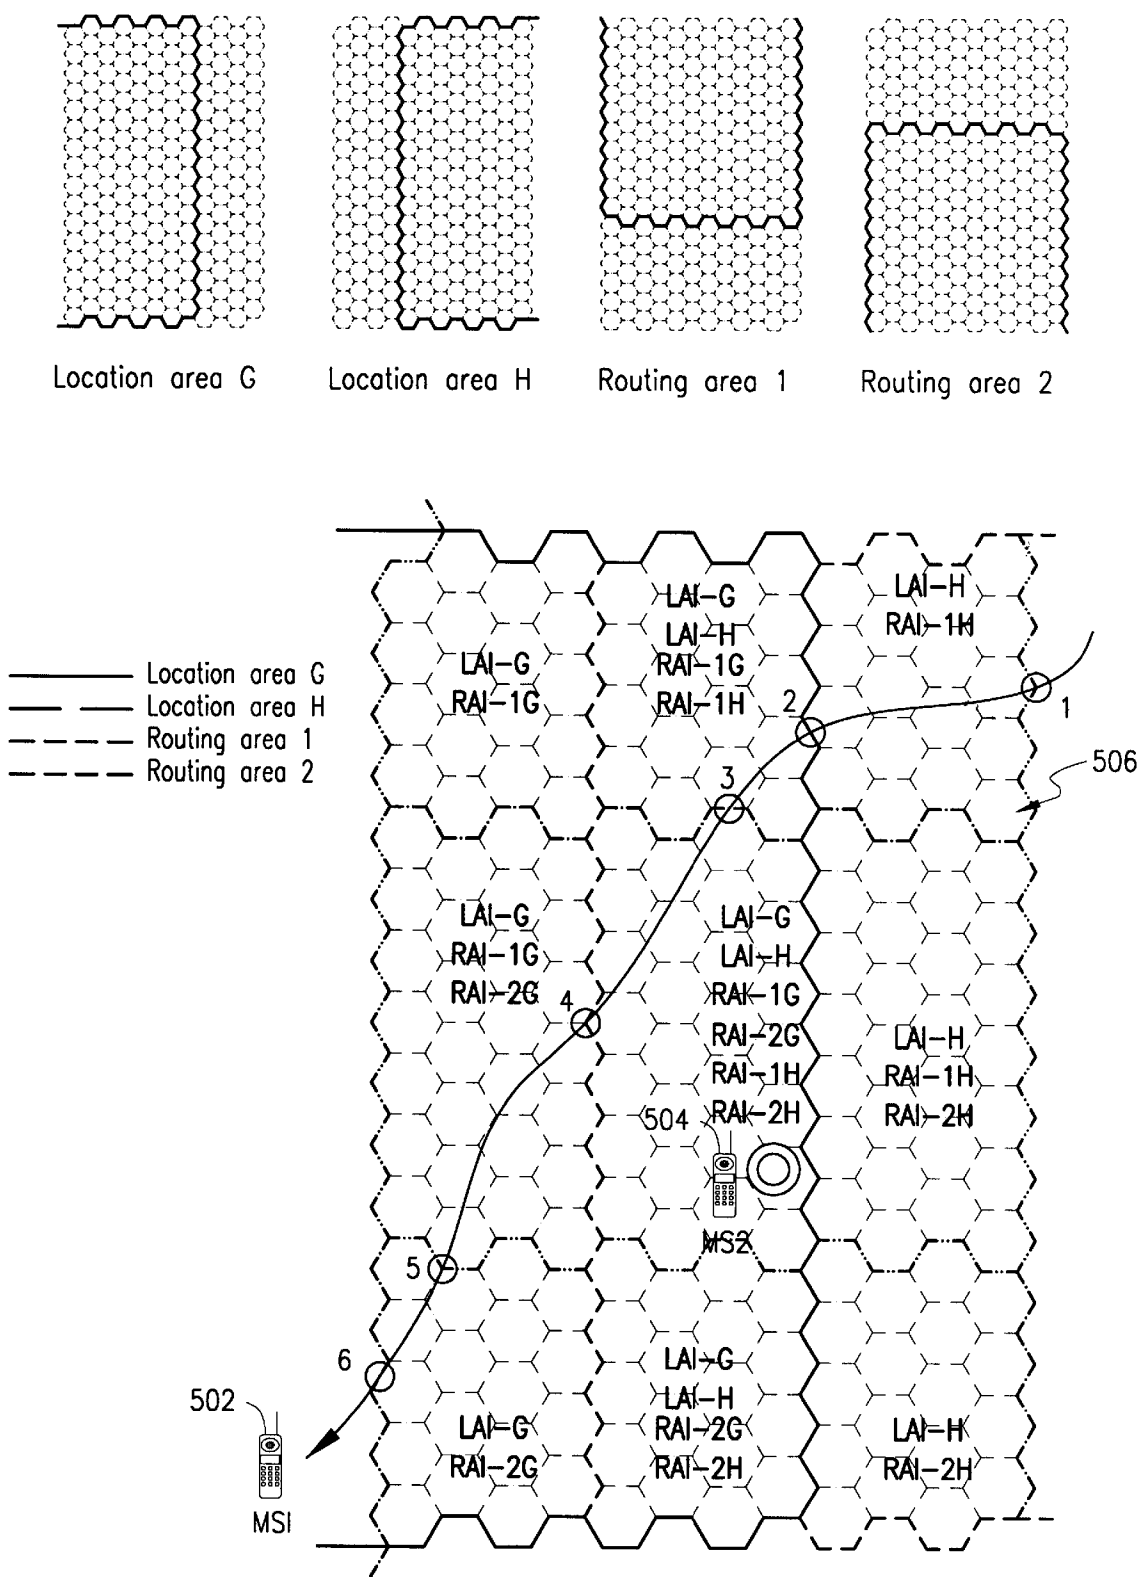 Location area G
Location area H
Routing area 1
Routing area 2
Location area G
Location area H
Routing area 1
Routing area 2
LAI-G
LAI-H
RAI-1G
RAI-1H
LAI-H
RAI-1H
LAI-G
RAI-1G
1
2
3
506
LAI-G
RAI-1G
RAI-2G
4
LAI-G
LAI-H
RAI-1G
RAI-2G
RAI-1H
RAI-2H
LAI-H
RAI-1H
RAI-2H
504
MS2
5
6
502
MS1
LAI-G
RAI-2G
LAI-G
LAI-H
RAI-2G
RAI-2H
LAI-H
RAI-2H